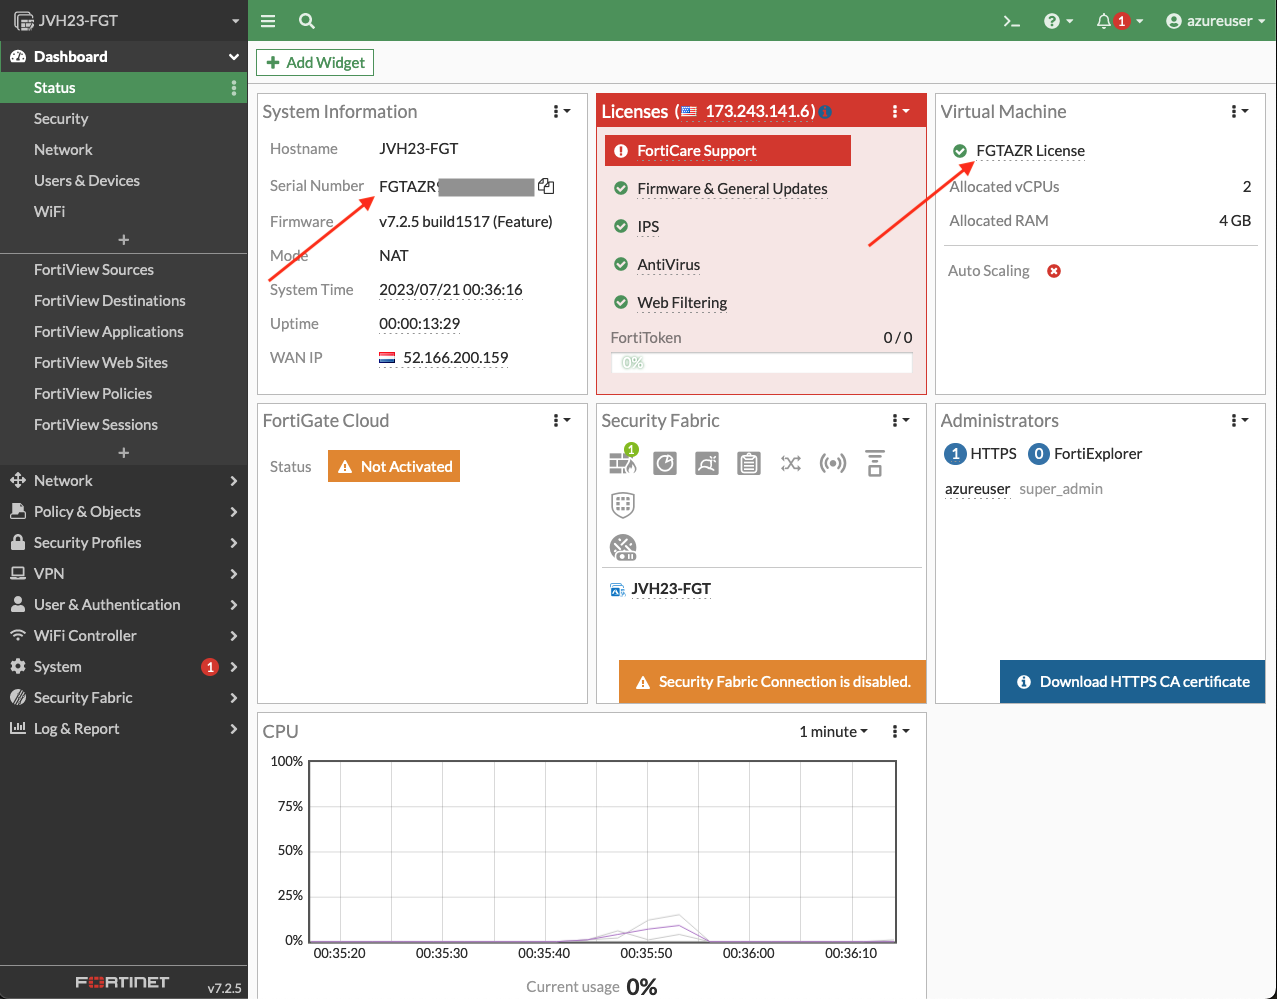 JVH23-FGT
azureuser
1
Dashboard
Status
Security
Network
Users & Devices
WiFi
FortiView Sources
FortiView Destinations
FortiView Applications
FortiView Web Sites
FortiView Policies
FortiView Sessions
Network
Policy & Objects
Security Profiles
VPN
User & Authentication
WiFi Controller
System 1
Security Fabric
Log & Report
FORTINET v7.2.5
+ Add Widget
System Information
Hostname JVH23-FGT
Serial Number FGTAZR
Firmware v7.2.5 build1517 (Feature)
Mode NAT
System Time 2023/07/21 00:36:16
Uptime 00:00:13:29
WAN IP 52.166.200.159
Licenses (173.243.141.6)
FortiCare Support
Firmware & General Updates
IPS
AntiVirus
Web Filtering
FortiToken 0 / 0
0%
Virtual Machine
FGTAZR License
Allocated vCPUs 2
Allocated RAM 4 GB
Auto Scaling
FortiGate Cloud
Status Not Activated
Security Fabric
1
JVH23-FGT
Security Fabric Connection is disabled.
Administrators
1 HTTPS 0 FortiExplorer
azureuser super_admin
Download HTTPS CA certificate
CPU 1 minute
100%
75%
50%
25%
0%
00:35:20 00:35:30 00:35:40 00:35:50 00:36:00 00:36:10
Current usage 0%